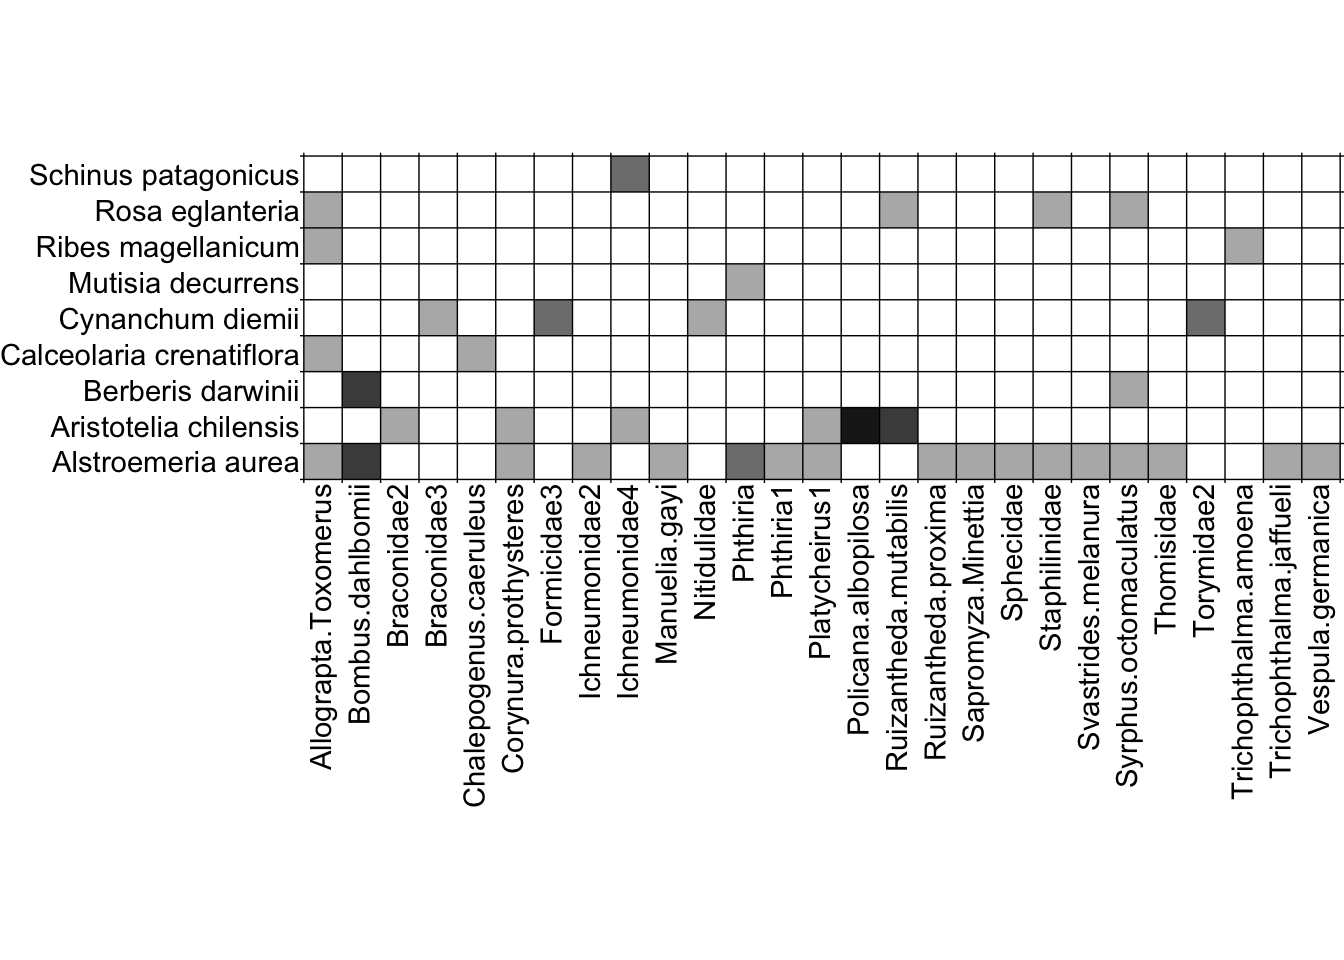 Schinus patagonicus
Rosa eglanteria
Ribes magellanicum
Mutisia decurrens
Cynanchum diemii
Calceolaria crenatiflora
Berberis darwinii
Aristotelia chilensis
Alstroemeria aurea
Allograpta.Toxomerus
Bombus.dahlbomii
Braconidae2
Braconidae3
Chalepogenus.caeruleus
Corynura.prothysteres
Formicidae3
Ichneumonidae2
Ichneumonidae4
Manuelia.gayi
Nitidulidae
Phthiria
Phthiria1
Platycheirus1
Policana.albopilosa
Ruizantheda.mutabilis
Ruizantheda.proxima
Sapromyza.Minettia
Sphecidae
Staphilinidae
Svastrides.melanura
Syrphus.octomaculatus
Thomisidae
Torymidae2
Trichophthalma.amoena
Trichophthalma.jaffueli
Vespula.germanica